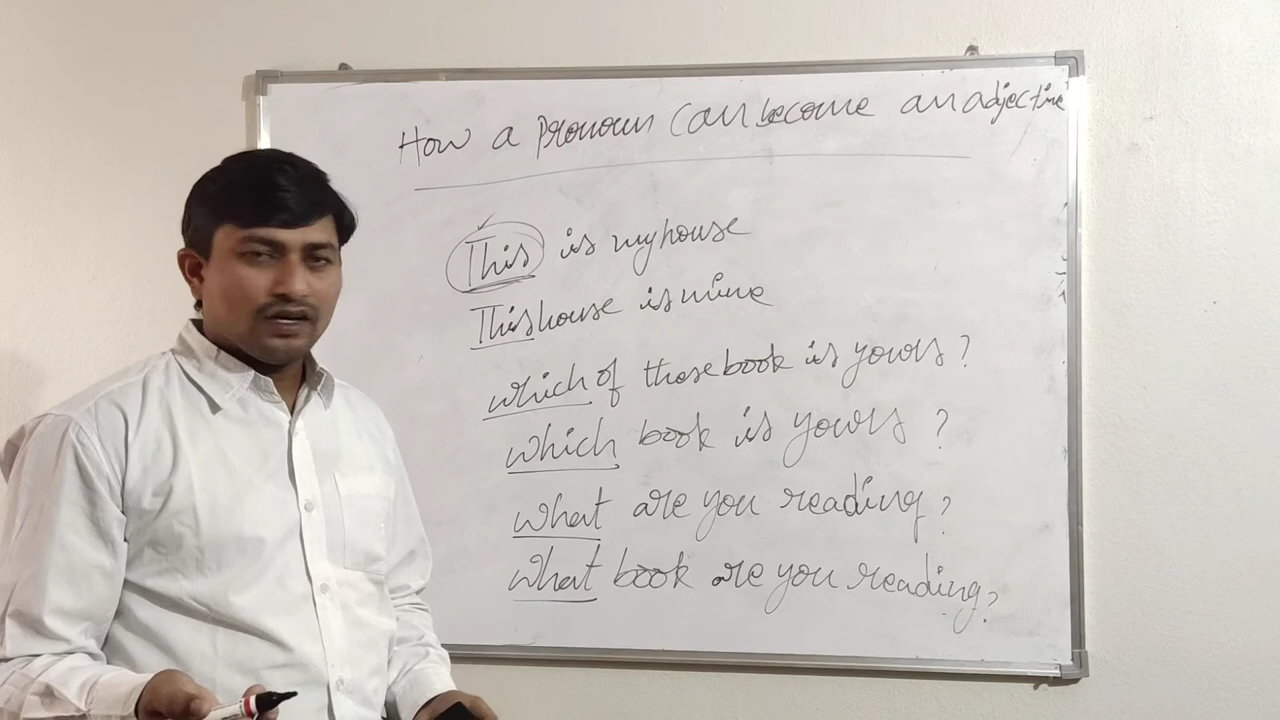 How a Pronoun Can become an adjective
This is my house
This house is mine
which of these book is yours?
which book is yours?
what are you reading?
what book are you reading?